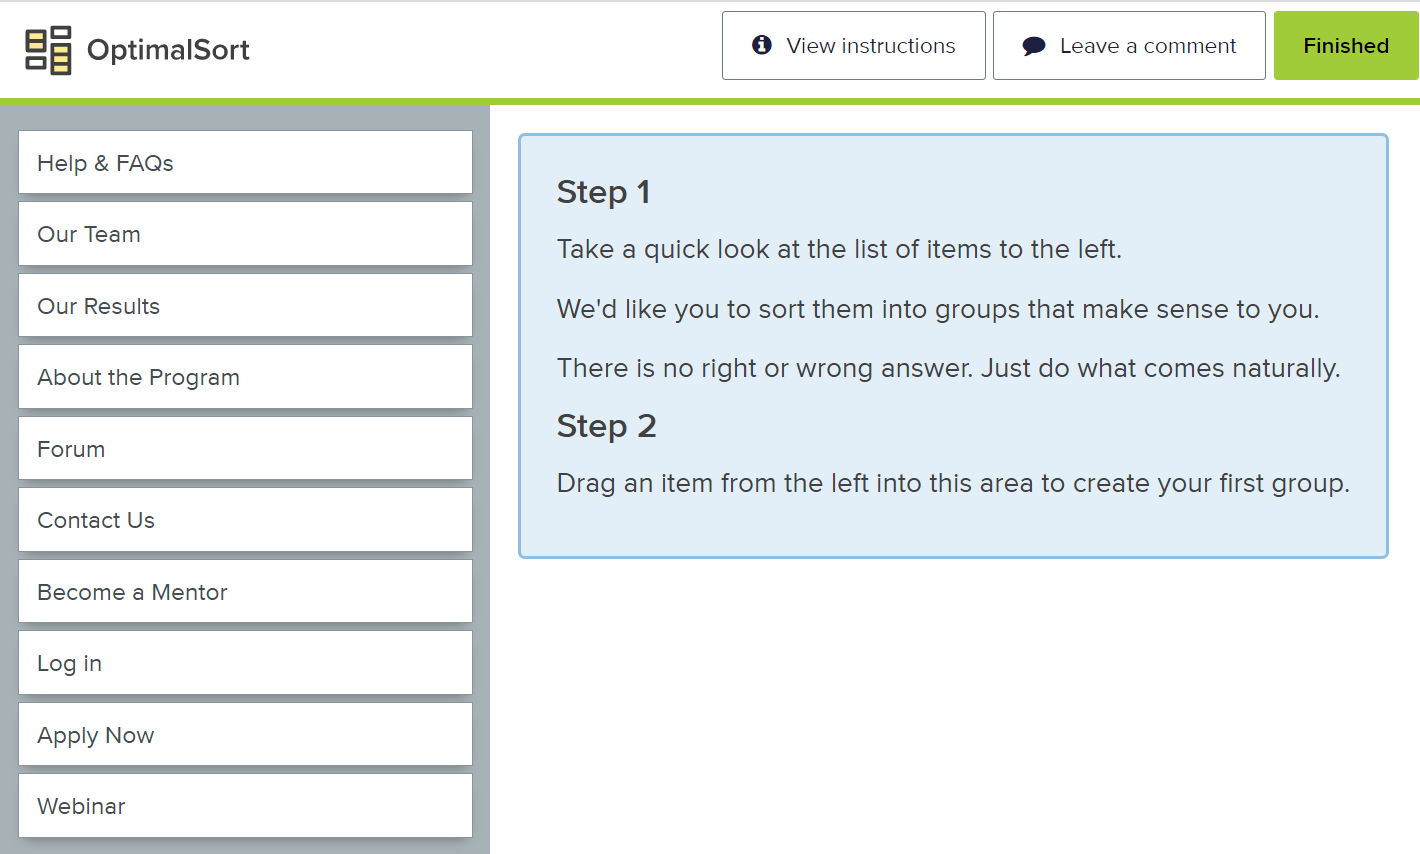 OptimalSort
View instructions
Leave a comment
Finished
Help & FAQs
Our Team
Our Results
About the Program
Forum
Contact Us
Become a Mentor
Log in
Apply Now
Webinar
Step 1
Take a quick look at the list of items to the left.
We'd like you to sort them into groups that make sense to you.
There is no right or wrong answer. Just do what comes naturally.
Step 2
Drag an item from the left into this area to create your first group.